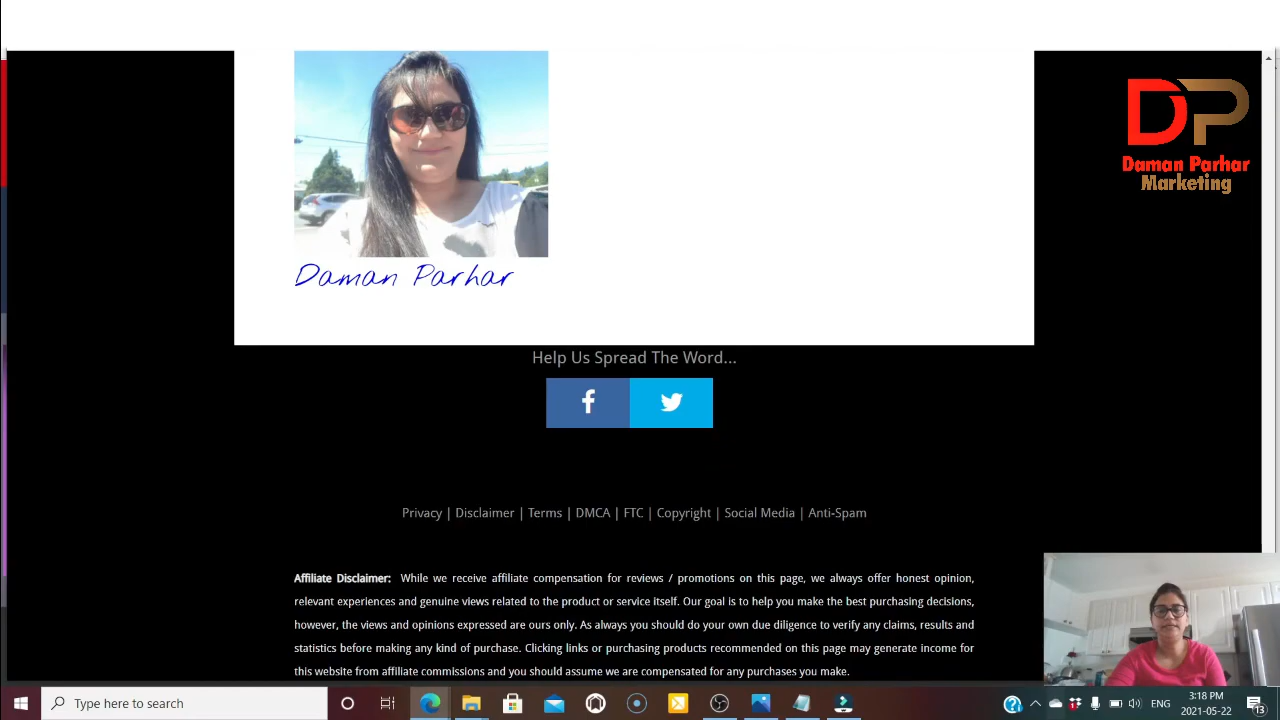 DP
Daman Parhar
Marketing
Daman Parhar
Help Us Spread The Word...
Privacy | Disclaimer | Terms | DMCA | FTC | Copyright | Social Media | Anti-Spam
Affiliate Disclaimer: While we receive affiliate compensation for reviews / promotions on this page, we always offer honest opinion,
relevant experiences and genuine views related to the product or service itself. Our goal is to help you make the best purchasing decisions,
however, the views and opinions expressed are ours only. As always you should do your own due diligence to verify any claims, results and
statistics before making any kind of purchase. Clicking links or purchasing products recommended on this page may generate income for
this website from affiliate commissions and you should assume we are compensated for any purchases you make.
Type here to search
ENG
3:18 PM
2021-05-22
13